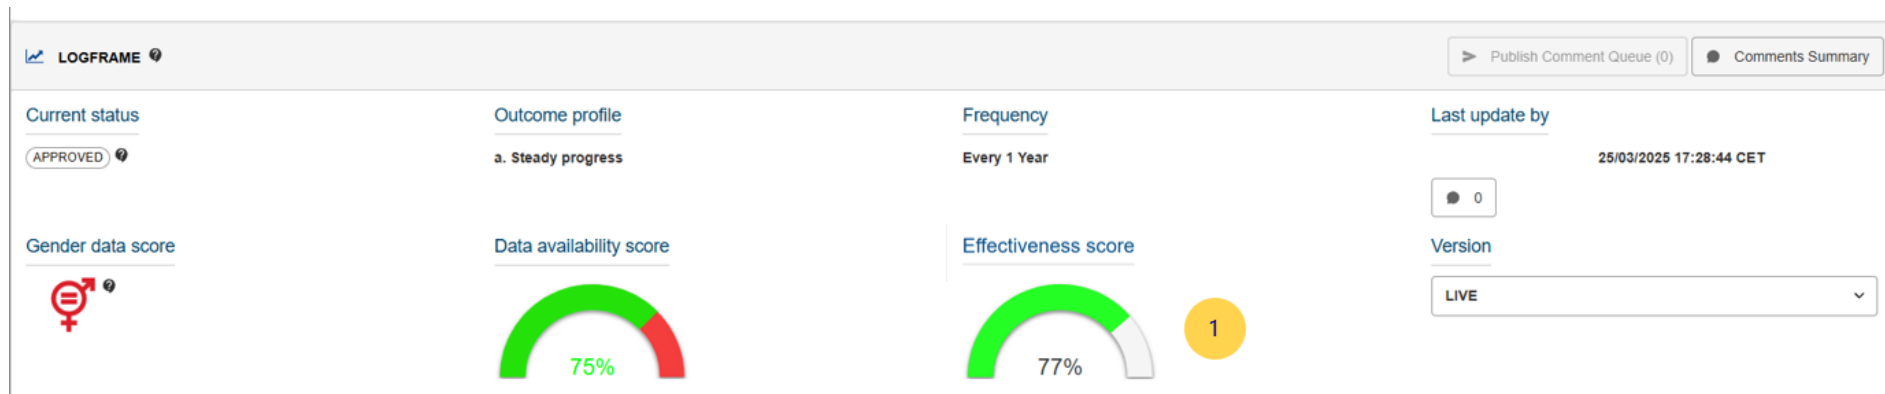 LOGFRAME
Publish Comment Queue (0)
Comments Summary
Current status
Outcome profile
Frequency
Last update by
APPROVED
a. Steady progress
Every 1 Year
25/03/2025 17:28:44 CET
0
Gender data score
Data availability score
Effectiveness score
Version
LIVE
75%
77%
1